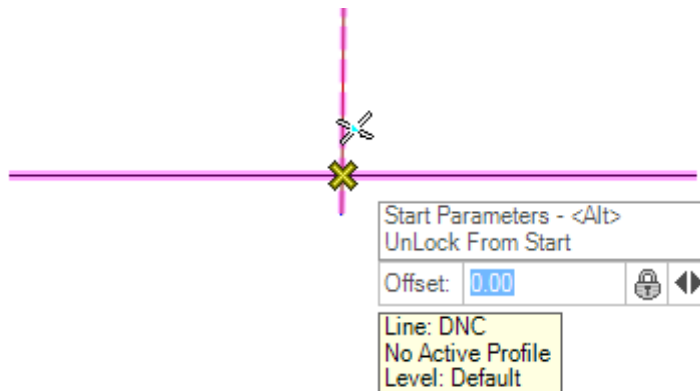 Start Parameters - <Alt>
UnLock From Start
Offset: 0.00
Line: DNC
No Active Profile
Level: Default